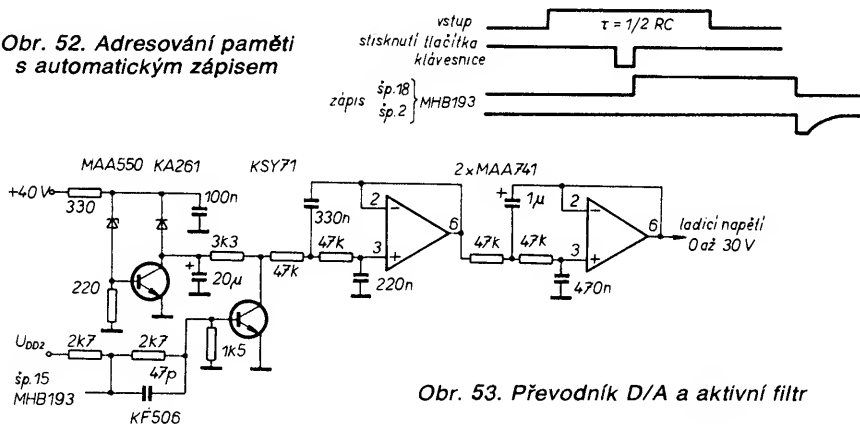 Obr. 52. Adresování paměti
s automatickým zápisem
vstup
τ = 1/2 RC
stisknutí tlačítka
klávesnice
zápis
šp.18
šp.2
MHB193
MAA550
KA261
KSY71
2xMAA741
+40 V
330
100n
330n
2
6
3
1µ
2
6
3
ladicí napětí
0 až 30 V
3k3
47k
47k
47k
47k
220
20µ
+
220n
470n
+
UDD2
2k7
2k7
1k5
47p
šp.15
MHB193
KF506
Obr. 53. Převodník D/A a aktivní filtr